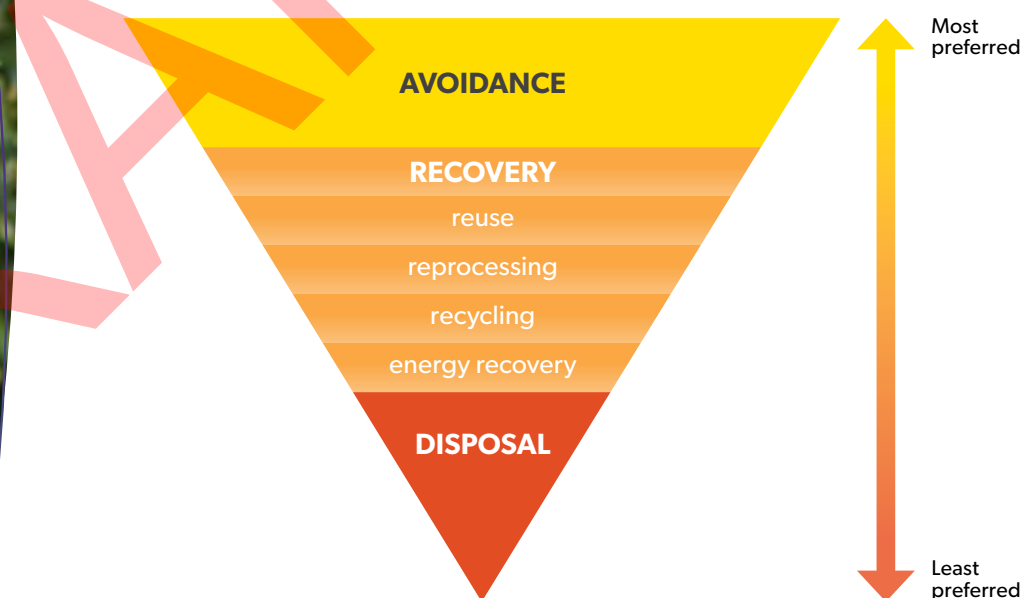 Most
preferred
AVOIDANCE
RECOVERY
reuse
reprocessing
recycling
energy recovery
DISPOSAL
Least
preferred